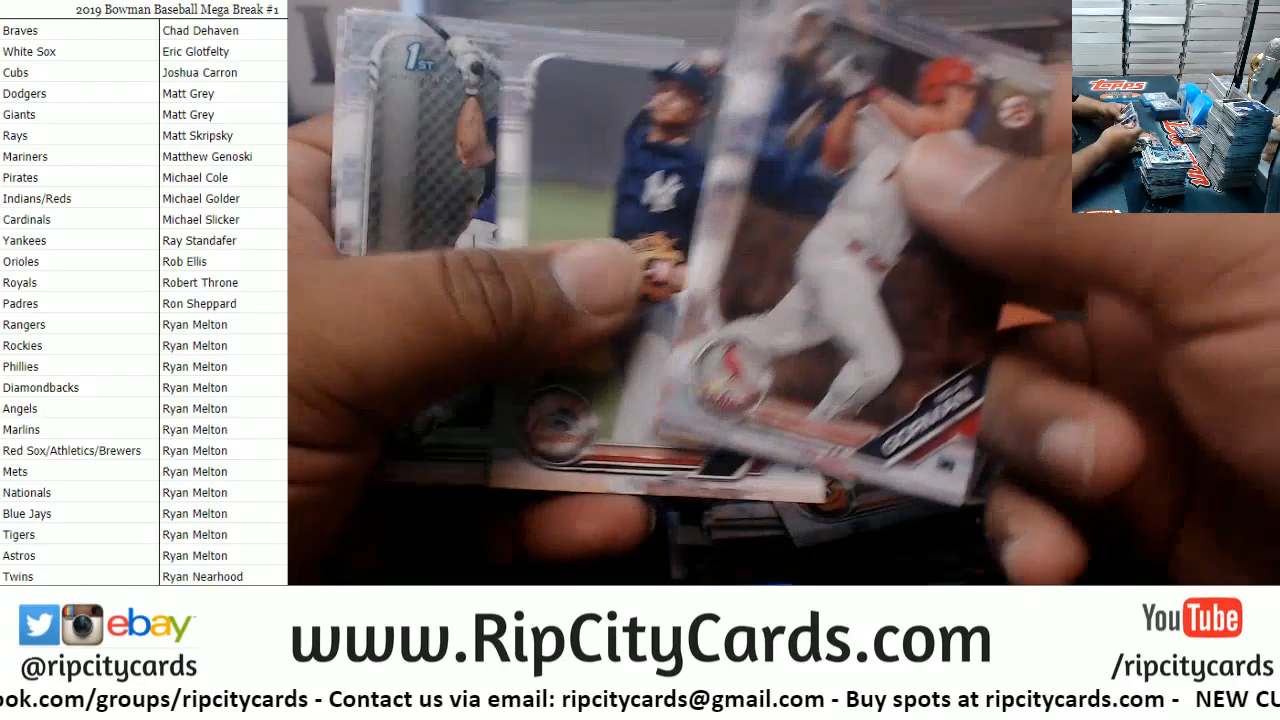 2019 Bowman Baseball Mega Break #1
Braves Chad Dehaven
White Sox Eric Glotfelty
Cubs Joshua Carron
Dodgers Matt Grey
Giants Matt Grey
Rays Matt Skripsky
Mariners Matthew Genoski
Pirates Michael Cole
Indians/Reds Michael Golder
Cardinals Michael Slicker
Yankees Ray Standafer
Orioles Rob Ellis
Royals Robert Throne
Padres Ron Sheppard
Rangers Ryan Melton
Rockies Ryan Melton
Phillies Ryan Melton
Diamondbacks Ryan Melton
Angels Ryan Melton
Marlins Ryan Melton
Red Sox/Athletics/Brewers Ryan Melton
Mets Ryan Melton
Nationals Ryan Melton
Blue Jays Ryan Melton
Tigers Ryan Melton
Astros Ryan Melton
Twins Ryan Nearhood
1ST
GORMAN
TOPPS
ebay
@ripcitycards
www.RipCityCards.com
YouTube
/ripcitycards
ook.com/groups/ripcitycards - Contact us via email: ripcitycards@gmail.com - Buy spots at ripcitycards.com - NEW CU